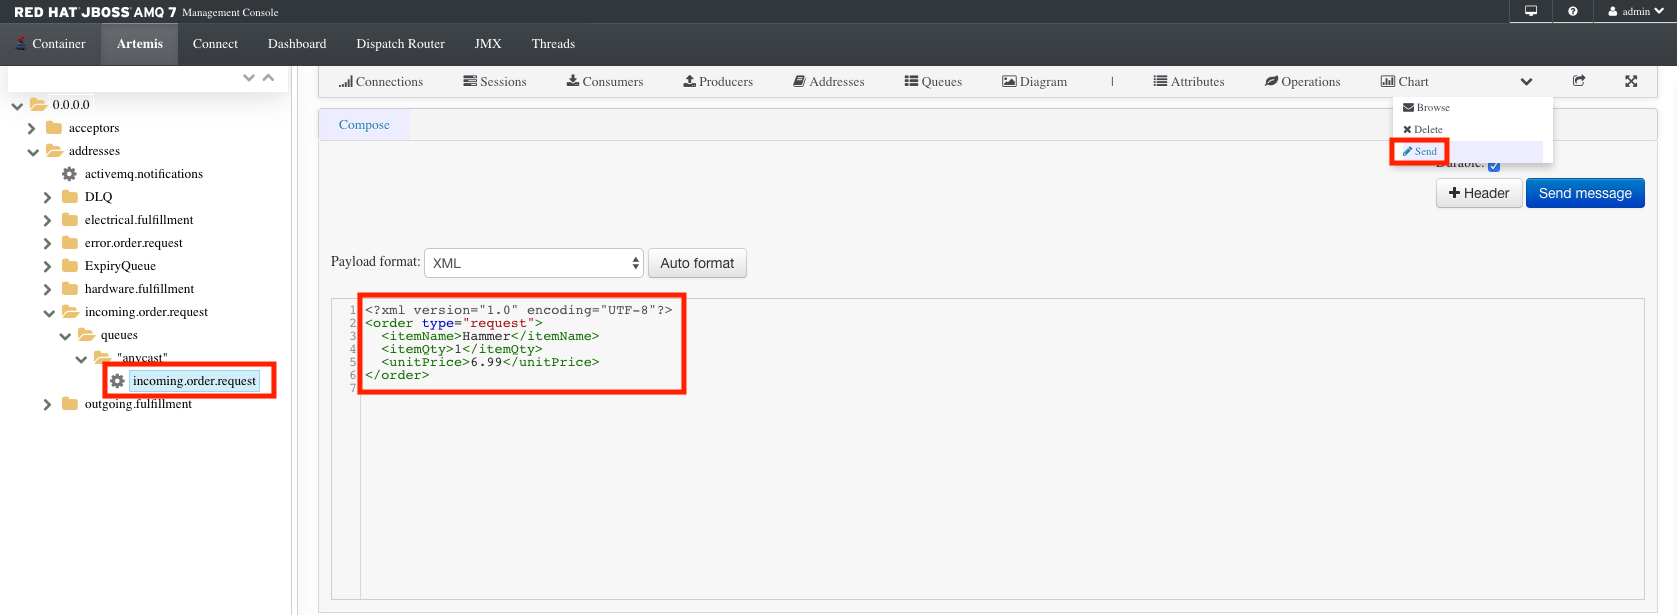 RED HAT JBOSS AMQ 7 Management Console
admin
Container Artemis Connect Dashboard Dispatch Router JMX Threads
Connections Sessions Consumers Producers Addresses Queues Diagram | Attributes Operations Chart
Browse
Delete
Send
0.0.0.0
acceptors
addresses
activemq.notifications
DLQ
electrical.fulfillment
error.order.request
ExpiryQueue
hardware.fulfillment
incoming.order.request
queues
"anycast"
incoming.order.request
outgoing.fulfillment
Compose
Durable:
+ Header Send message
Payload format: XML Auto format
1 <?xml version="1.0" encoding="UTF-8"?>
2 <order type="request">
3 <itemName>Hammer</itemName>
4 <itemQty>1</itemQty>
5 <unitPrice>6.99</unitPrice>
6 </order>
7